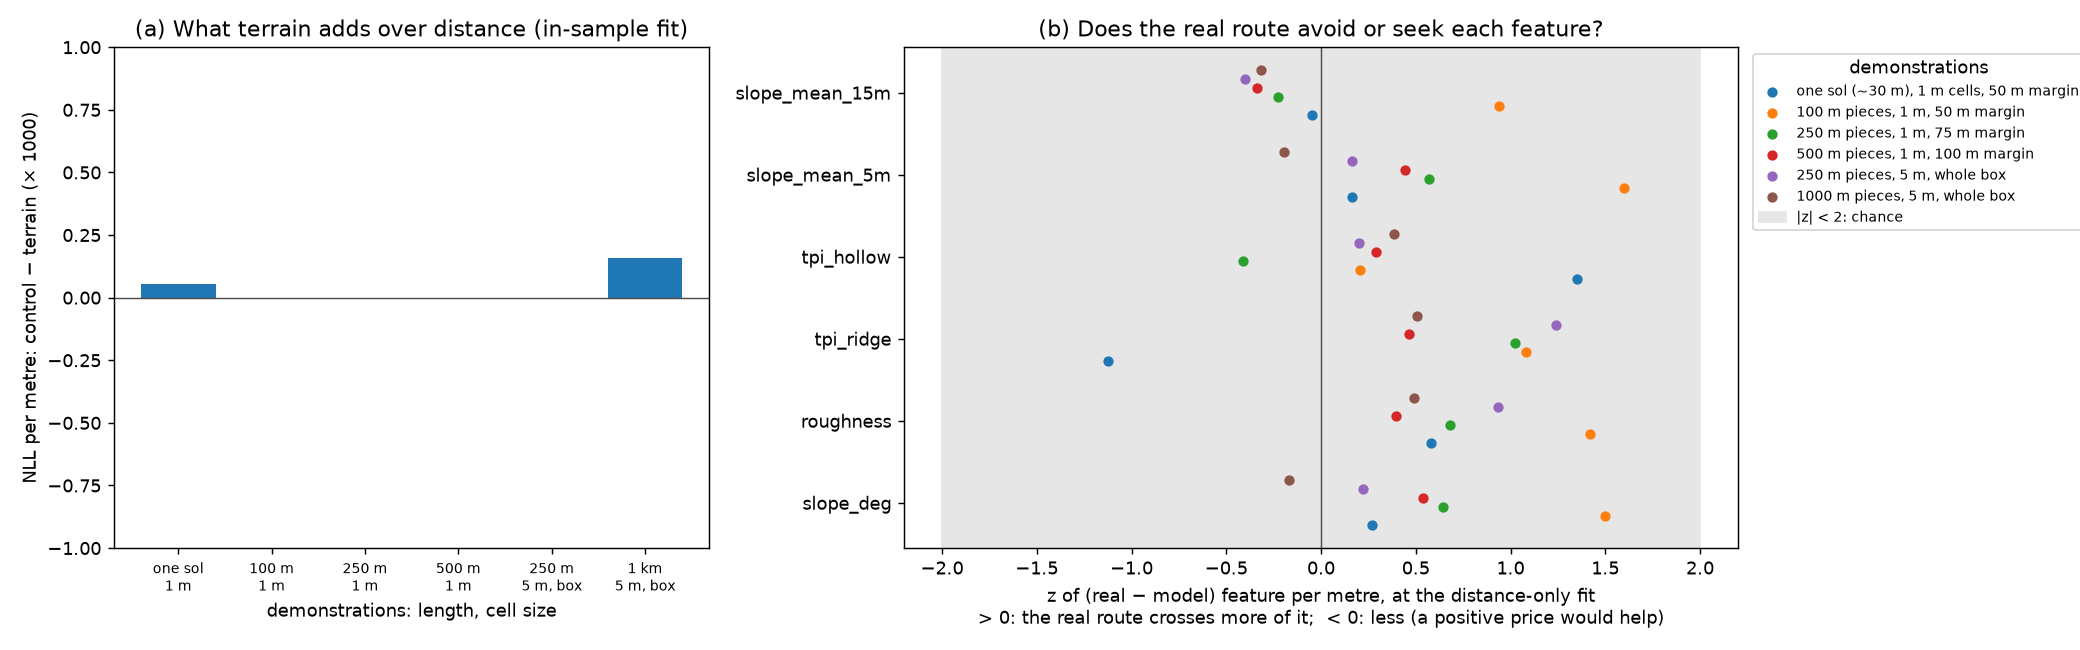 (a) What terrain adds over distance (in-sample fit)
NLL per metre: control − terrain (× 1000)
1.00
0.75
0.50
0.25
0.00
−0.25
−0.50
−0.75
−1.00
one sol
1 m
100 m
1 m
250 m
1 m
500 m
1 m
250 m
5 m, box
1 km
5 m, box
demonstrations: length, cell size
(b) Does the real route avoid or seek each feature?
slope_mean_15m
slope_mean_5m
tpi_hollow
tpi_ridge
roughness
slope_deg
−2.0
−1.5
−1.0
−0.5
0.0
0.5
1.0
1.5
2.0
z of (real − model) feature per metre, at the distance-only fit
> 0: the real route crosses more of it;  < 0: less (a positive price would help)
demonstrations
one sol (~30 m), 1 m cells, 50 m margin
100 m pieces, 1 m, 50 m margin
250 m pieces, 1 m, 75 m margin
500 m pieces, 1 m, 100 m margin
250 m pieces, 5 m, whole box
1000 m pieces, 5 m, whole box
|z| < 2: chance